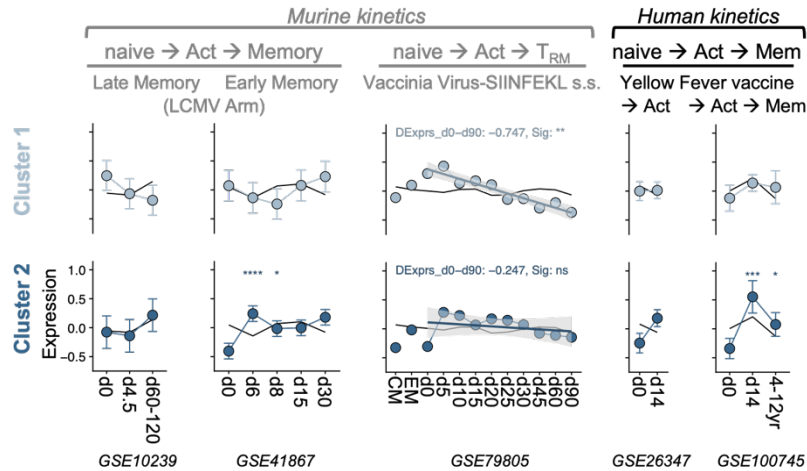 Murine kinetics
Human kinetics
naive → Act → Memory
naive → Act → TRM
naive → Act → Mem
Late Memory
Early Memory
(LCMV Arm)
Vaccinia Virus-SIINFEKL s.s.
Yellow Fever vaccine
→ Act
→ Act → Mem
Cluster 1
DExprs_d0–d90: −0.747, Sig: **
Cluster 2
Expression
1.0
0.5
0.0
−0.5
****
*
DExprs_d0–d90: −0.247, Sig: ns
***
*
d0
d4.5
d60-120
d0
d6
d8
d15
d30
CM
EM
d0
d5
d10
d15
d20
d25
d30
d45
d60
d90
d0
d14
d0
d14
4-12yr
GSE10239
GSE41867
GSE79805
GSE26347
GSE100745